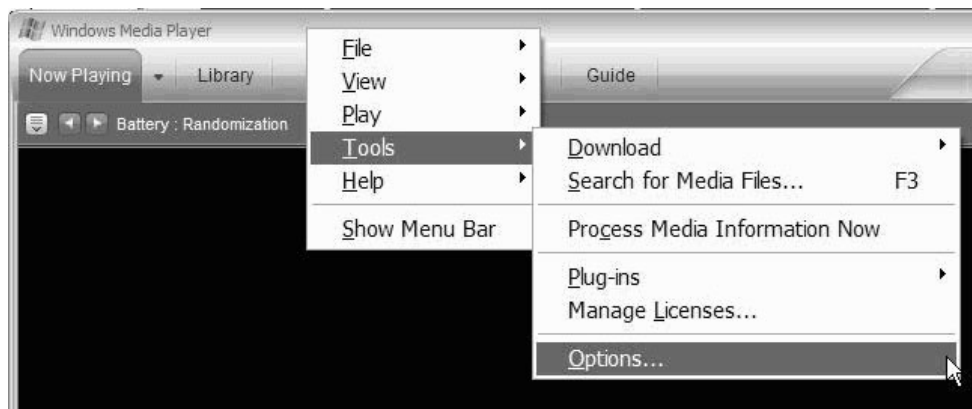 Windows Media Player
Now Playing Library Guide
Battery : Randomization
File
View
Play
Tools
Help
Show Menu Bar
Download
Search for Media Files... F3
Process Media Information Now
Plug-ins
Manage Licenses...
Options...